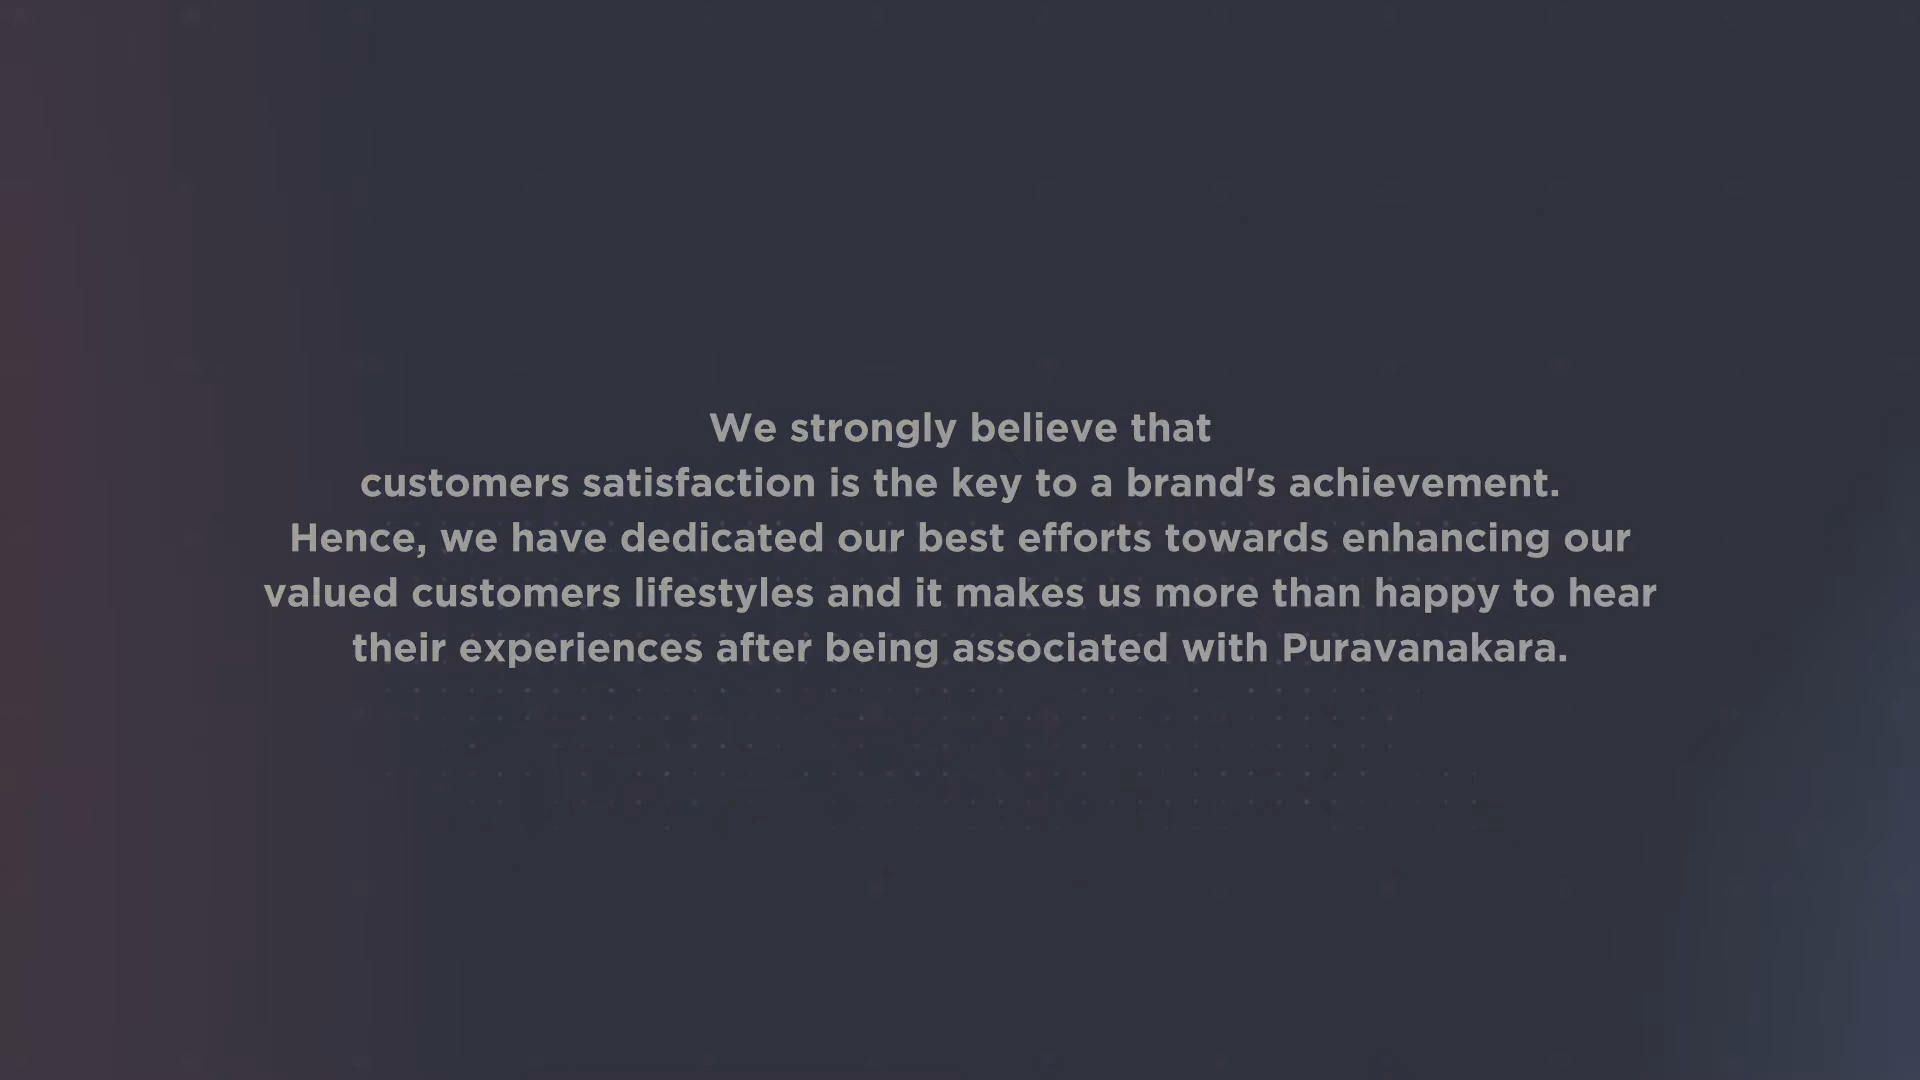 We strongly believe that
customers satisfaction is the key to a brand's achievement.
Hence, we have dedicated our best efforts towards enhancing our
valued customers lifestyles and it makes us more than happy to hear
their experiences after being associated with Puravanakara.